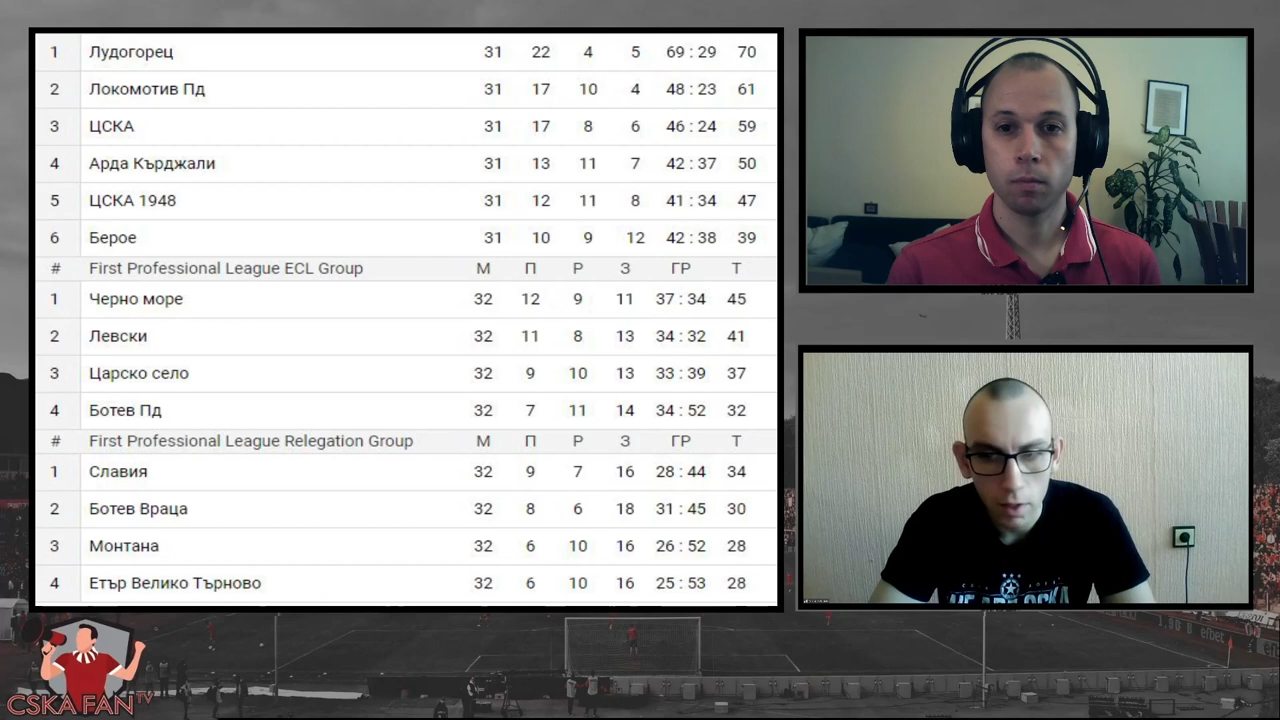 1 Лудогорец 31 22 4 5 69 : 29 70
2 Локомотив Пд 31 17 10 4 48 : 23 61
3 ЦСКА 31 17 8 6 46 : 24 59
4 Арда Кърджали 31 13 11 7 42 : 37 50
5 ЦСКА 1948 31 12 11 8 41 : 34 47
6 Берое 31 10 9 12 42 : 38 39
# First Professional League ECL Group М П Р З ГР Т
1 Черно море 32 12 9 11 37 : 34 45
2 Левски 32 11 8 13 34 : 32 41
3 Царско село 32 9 10 13 33 : 39 37
4 Ботев Пд 32 7 11 14 34 : 52 32
# First Professional League Relegation Group М П Р З ГР Т
1 Славия 32 9 7 16 28 : 44 34
2 Ботев Враца 32 8 6 18 31 : 45 30
3 Монтана 32 6 10 16 26 : 52 28
4 Етър Велико Търново 32 6 10 16 25 : 53 28
efbet
CSKA FAN TV